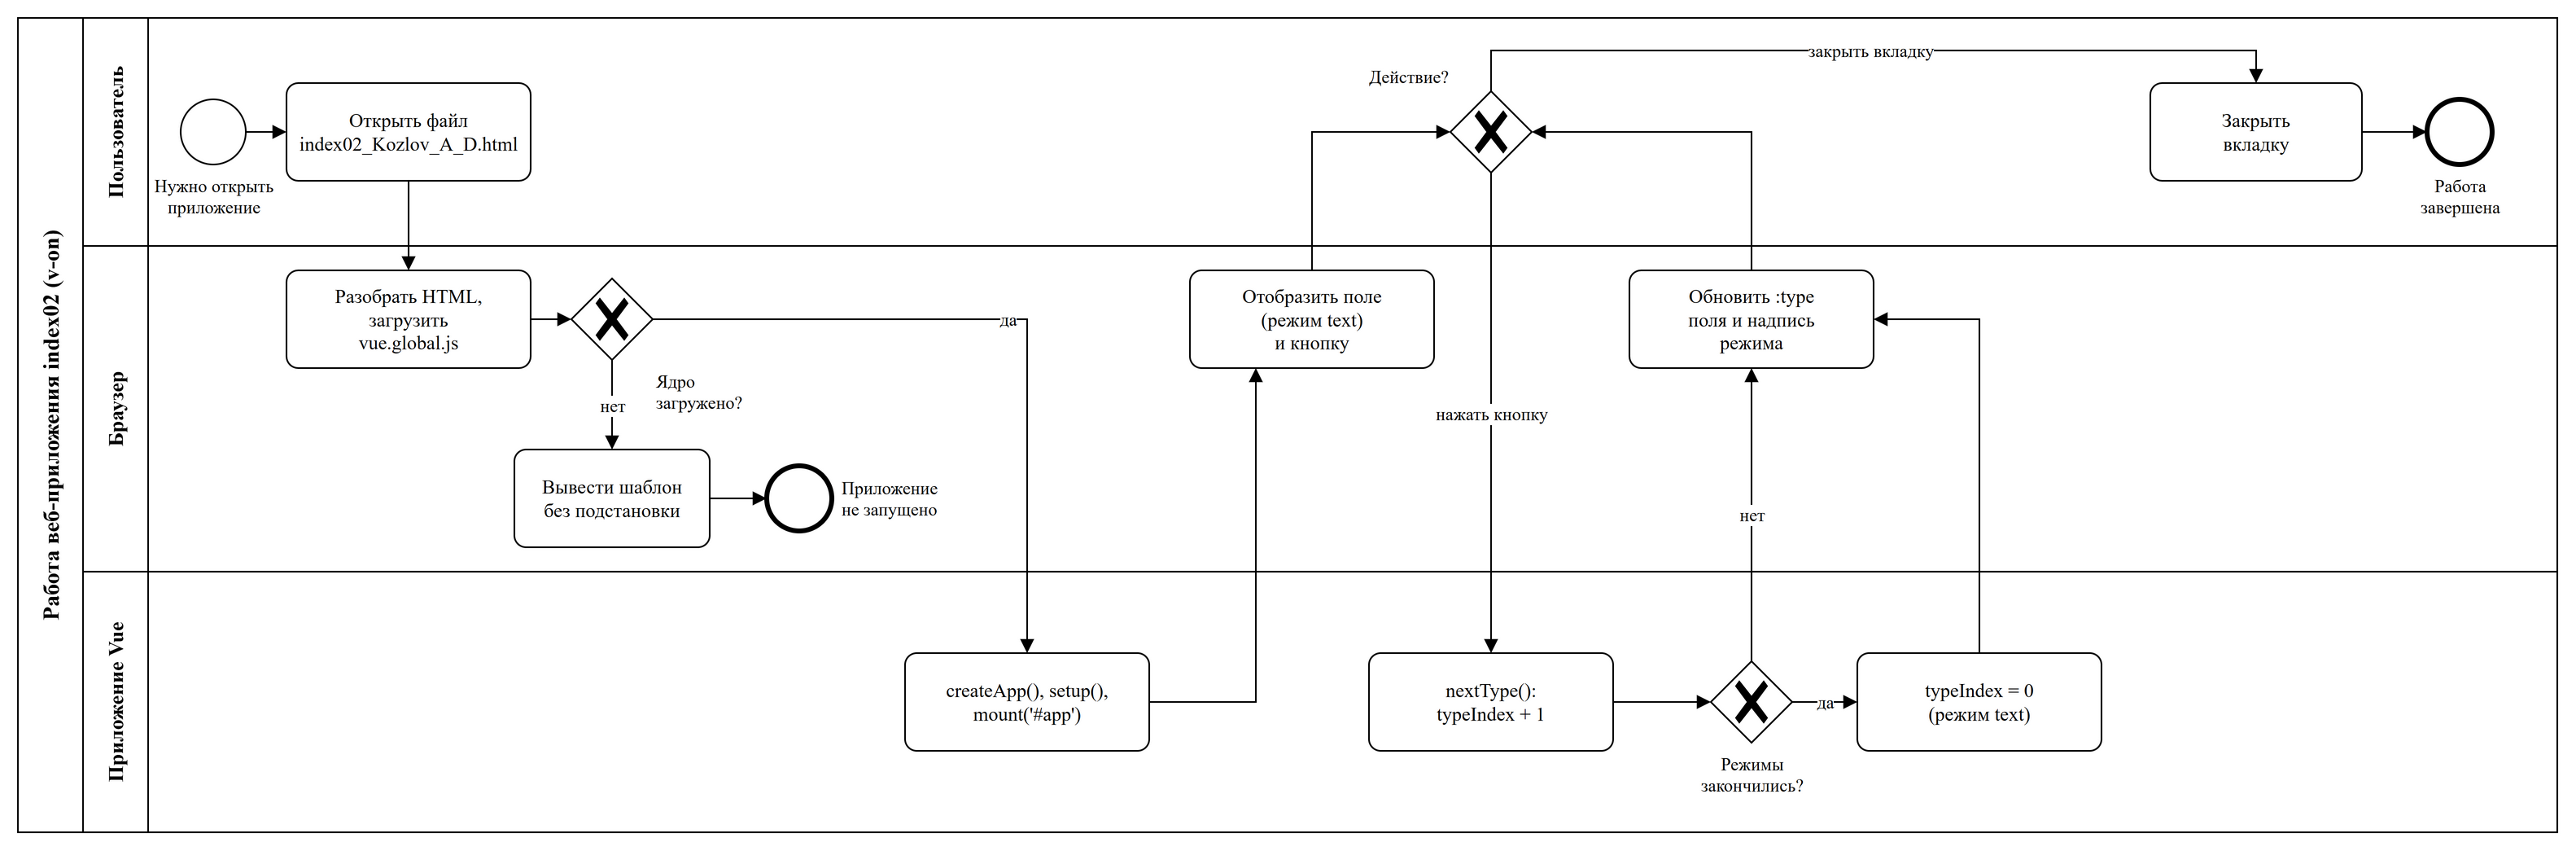 Работа веб-приложения index02 (v-on)
Пользователь
Нужно открыть
приложение
Открыть файл
index02_Kozlov_A_D.html
Действие?
закрыть вкладку
Закрыть
вкладку
Работа
завершена
Браузер
Разобрать HTML,
загрузить
vue.global.js
Ядро
загружено?
да
нет
Вывести шаблон
без подстановки
Приложение
не запущено
Отобразить поле
(режим text)
и кнопку
нажать кнопку
Обновить :type
поля и надпись
режима
нет
Приложение Vue
createApp(), setup(),
mount('#app')
nextType():
typeIndex + 1
Режимы
закончились?
да
typeIndex = 0
(режим text)